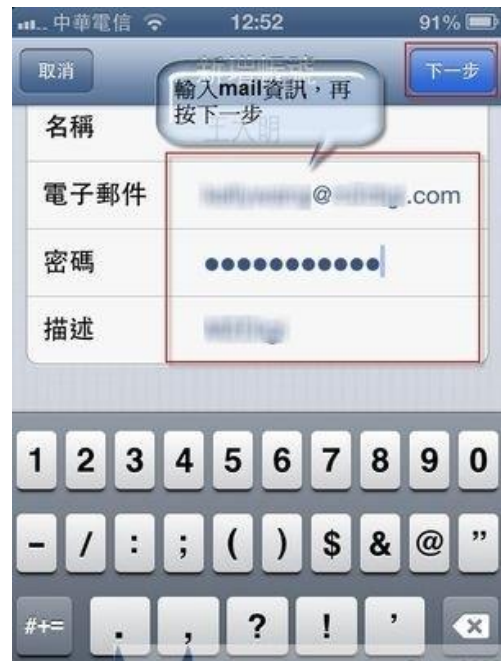 中華電信 12:52 91%
取消 下一步
輸入mail資訊,再
按下一步
名稱
電子郵件 @ .com
密碼 ●●●●●●●●●●●
描述
1 2 3 4 5 6 7 8 9 0
- / : ; ( ) $ & @ ”
#+= . , ? ! ’